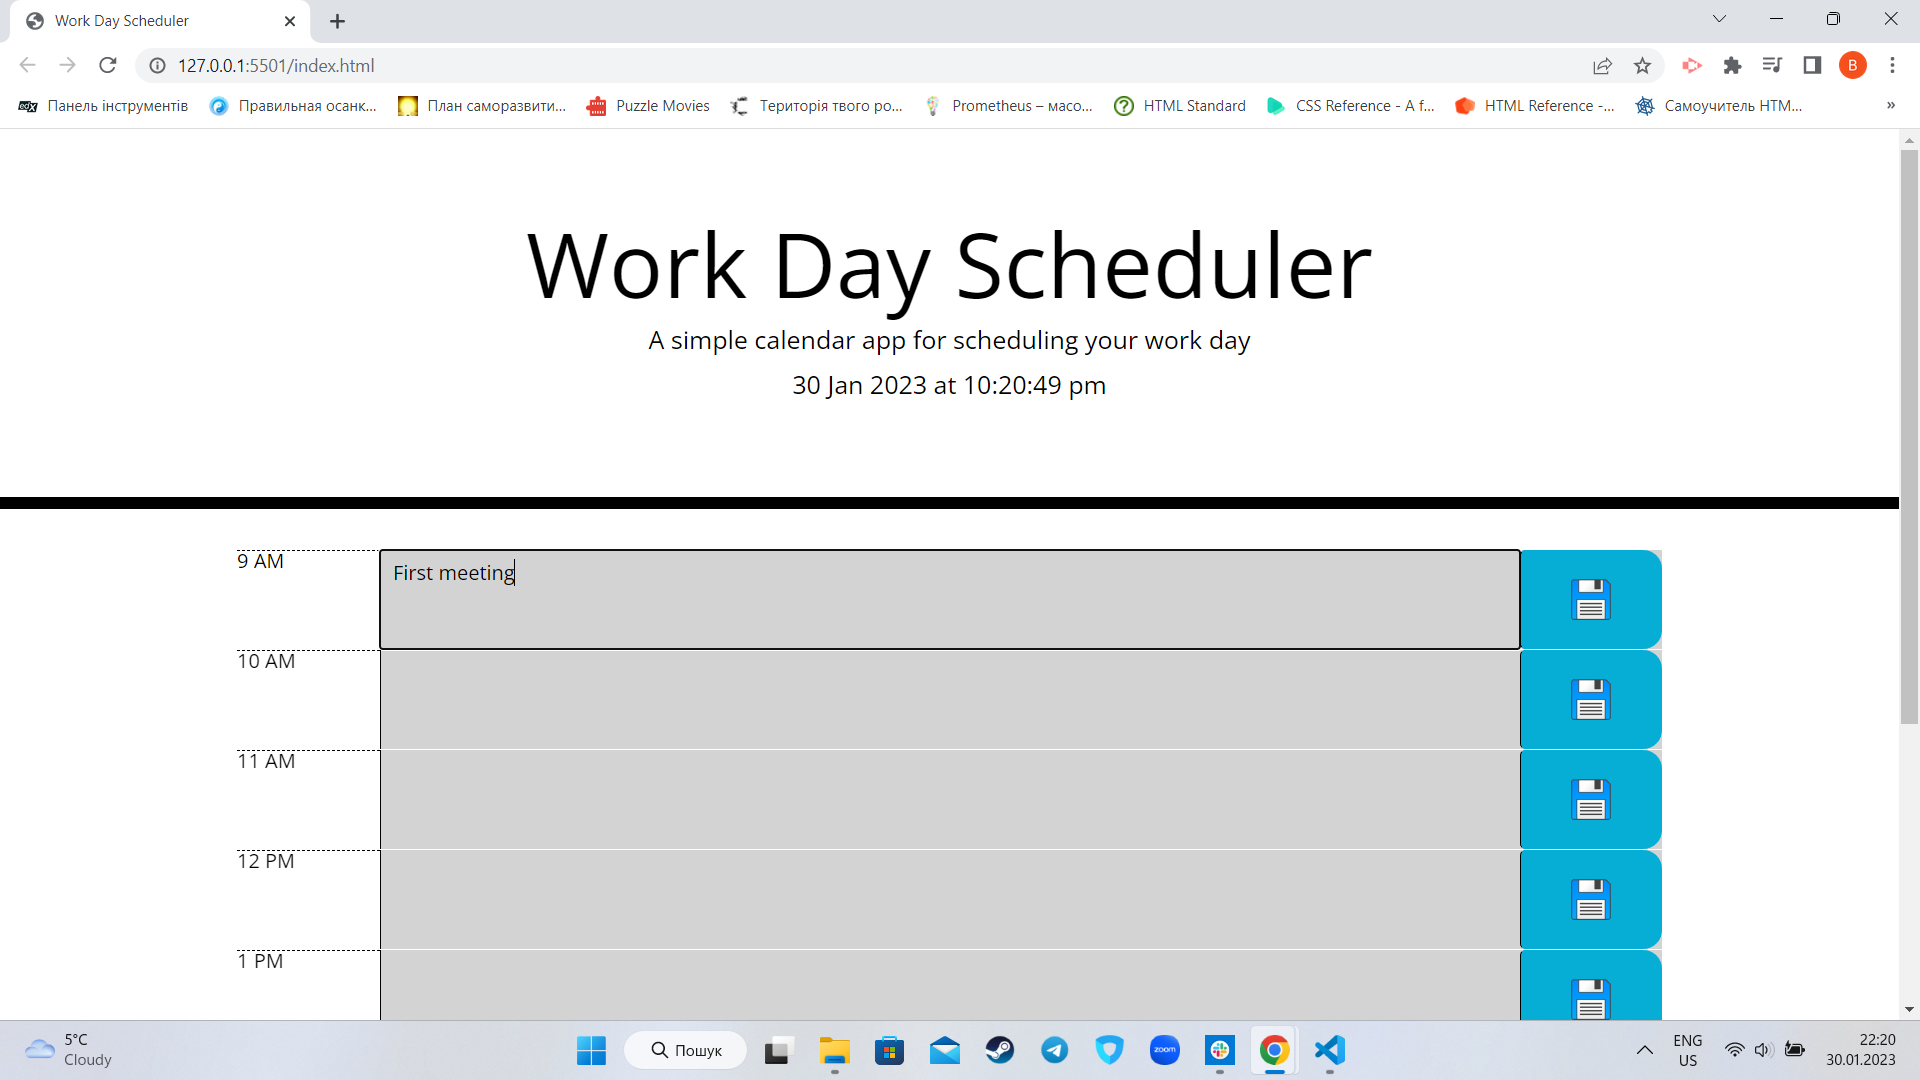 Work Day Scheduler
127.0.0.1:5501/index.html
B
edX Панель інструментів
Правильная осанк...
План саморазвити...
Puzzle Movies
Територія твого ро...
Prometheus – масо...
HTML Standard
CSS Reference - A f...
HTML Reference -...
Самоучитель HTM...
»
Work Day Scheduler
A simple calendar app for scheduling your work day
30 Jan 2023 at 10:20:49 pm
9 AM
First meeting
10 AM
11 AM
12 PM
1 PM
5°C
Cloudy
Пошук
zoom
ENG
US
22:20
30.01.2023